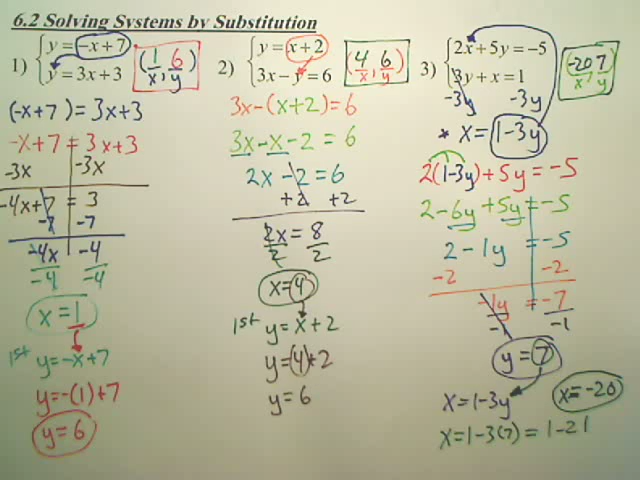 6.2 Solving Systems by Substitution
1) { y = -x + 7
y = 3x + 3
(1, 6)
x, y
(-x+7) = 3x+3
-x+7 = 3x+3
-3x -3x
-4x+7 = 3
-7 -7
-4x -4
-4 -4
x = 1
1st y = -x+7
y = -(1)+7
y = 6
2) { y = x + 2
3x - y = 6
(4, 6)
x, y
3x-(x+2) = 6
3x-x-2 = 6
2x-2 = 6
+2 +2
2x = 8
2 2
x = 4
1st y = x+2
y = (4)+2
y = 6
3) { 2x + 5y = -5
3y + x = 1
(-20, 7)
x, y
-3y -3y
* x = 1-3y
2(1-3y)+5y = -5
2-6y+5y = -5
2-1y = -5
-2 -2
-1y = -7
-1 -1
y = 7
x = 1-3y
x = -20
x = 1-3(7) = 1-21